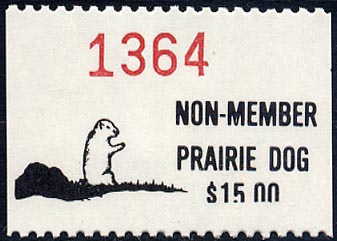 1364
NON-MEMBER
PRAIRIE DOG
$15.00